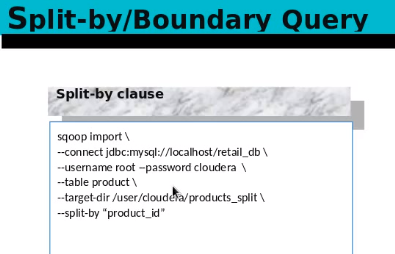 Split-by/Boundary Query
Split-by clause
sqoop import \
--connect jdbc:mysql://localhost/retail_db \
--username root --password cloudera \
--table product \
--target-dir /user/cloudera/products_split \
--split-by “product_id”